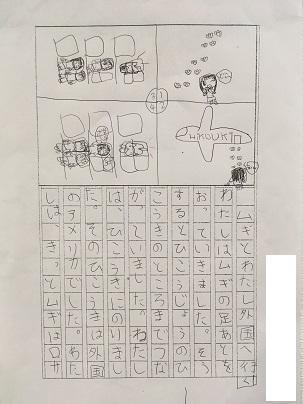 HIKOUKI
ムギとわたし外国へ行く
わたしはムギの足あとを
おっていきました。そう
するとひこうじょうのひ
こうきのところまでつな
がっていました。わたし
は、ひこうきにのりまし
た。そのひこうきは外国
のアメリカでした。わた
しは、きっとムギはロサ